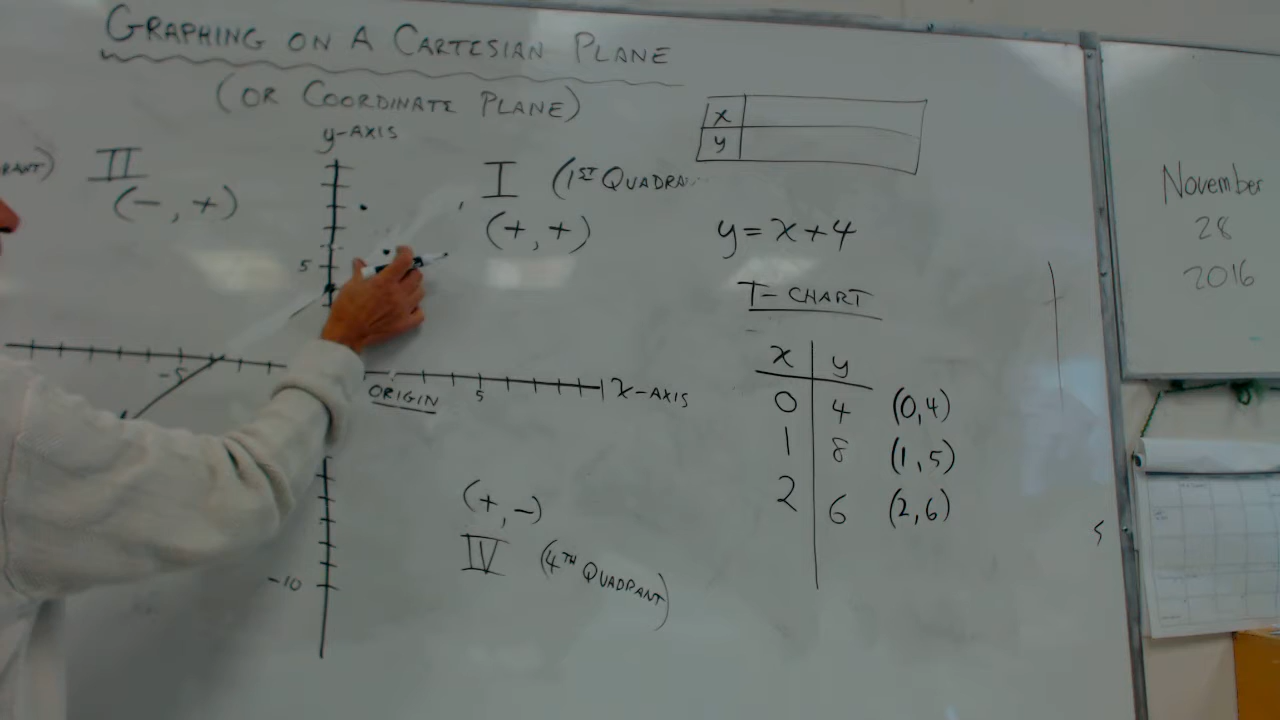 GRAPHING ON A CARTESIAN PLANE
(OR COORDINATE PLANE)
y-AXIS
II
(-, +)
I (1ST
(+, +)
5
-5
ORIGIN
5
X-AXIS
(+, -)
IV (4TH QUADRANT)
-10
x
y
y = x + 4
T-CHART
x y
0 4 (0,4)
1 8 (1,5)
2 6 (2,6)
November
28
2016